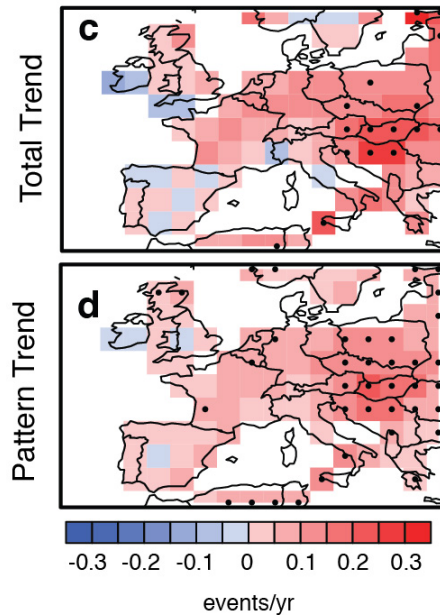 Total Trend
c
Pattern Trend
d
-0.3 -0.2 -0.1 0 0.1 0.2 0.3
events/yr